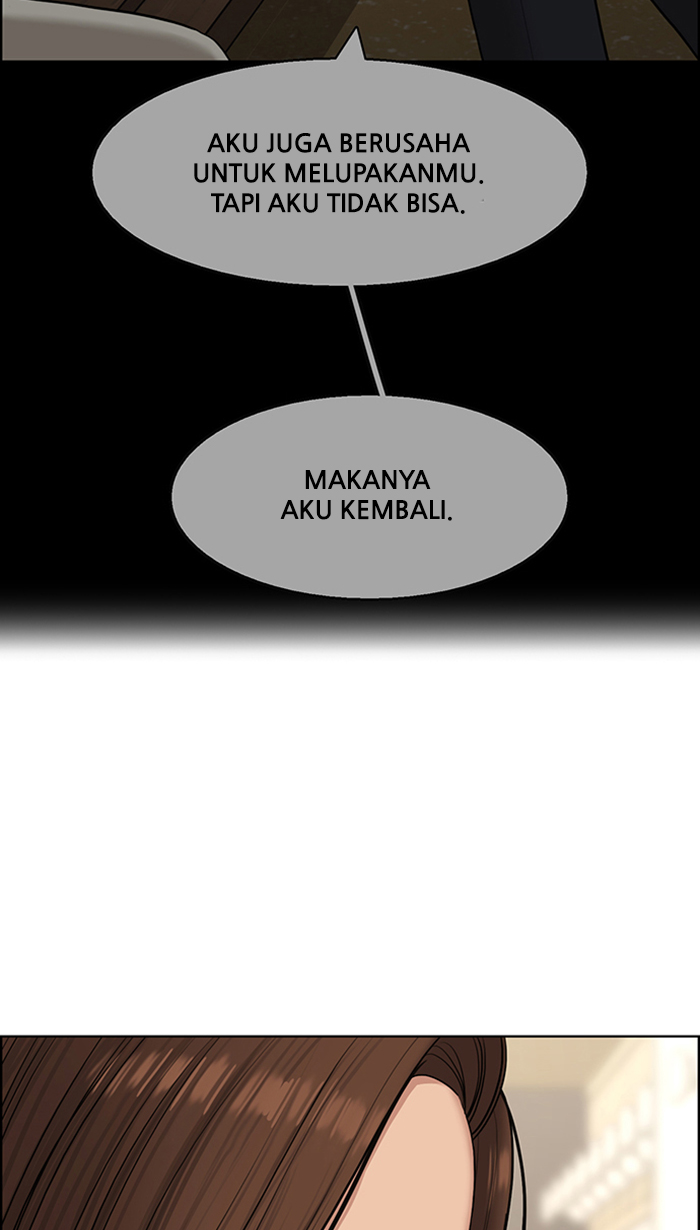 AKU JUGA BERUSAHA
UNTUK MELUPAKANMU.
TAPI AKU TIDAK BISA.
MAKANYA
AKU KEMBALI.